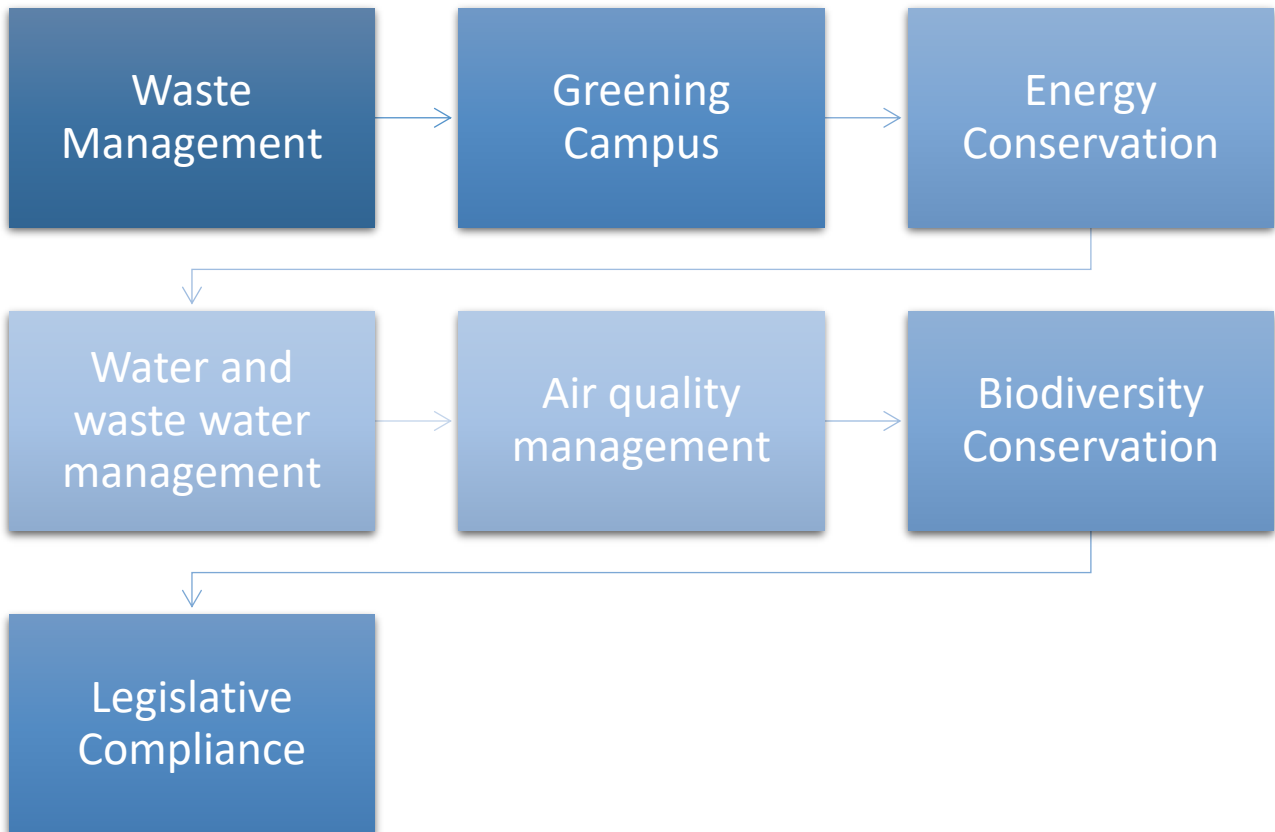 Waste
Management
Greening
Campus
Energy
Conservation
Water and
waste water
management
Air quality
management
Biodiversity
Conservation
Legislative
Compliance